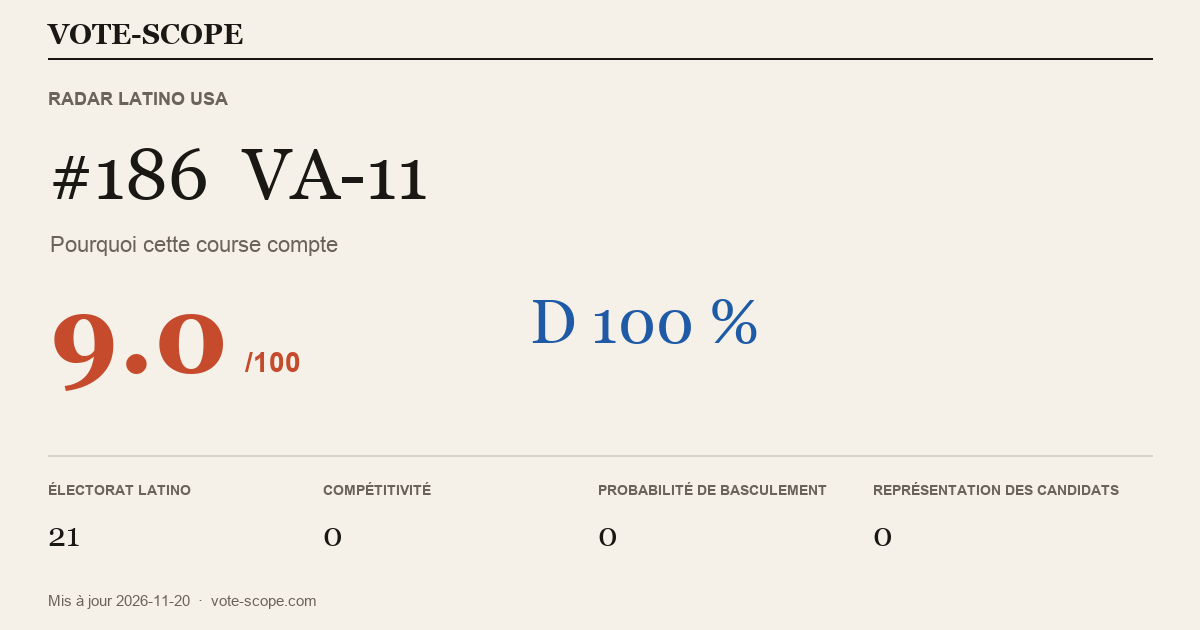 VOTE-SCOPE
RADAR LATINO USA
#186 VA-11
Pourquoi cette course compte
9.0 /100
D 100 %
ÉLECTORAT LATINO
COMPÉTITIVITÉ
PROBABILITÉ DE BASCULEMENT
REPRÉSENTATION DES CANDIDATS
21
0
0
0
Mis à jour 2026-11-20 · vote-scope.com